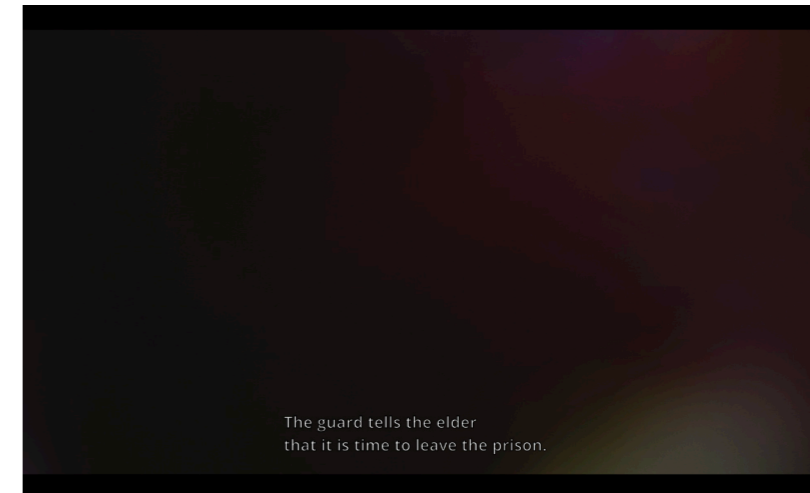 The guard tells the elder
that it is time to leave the prison.